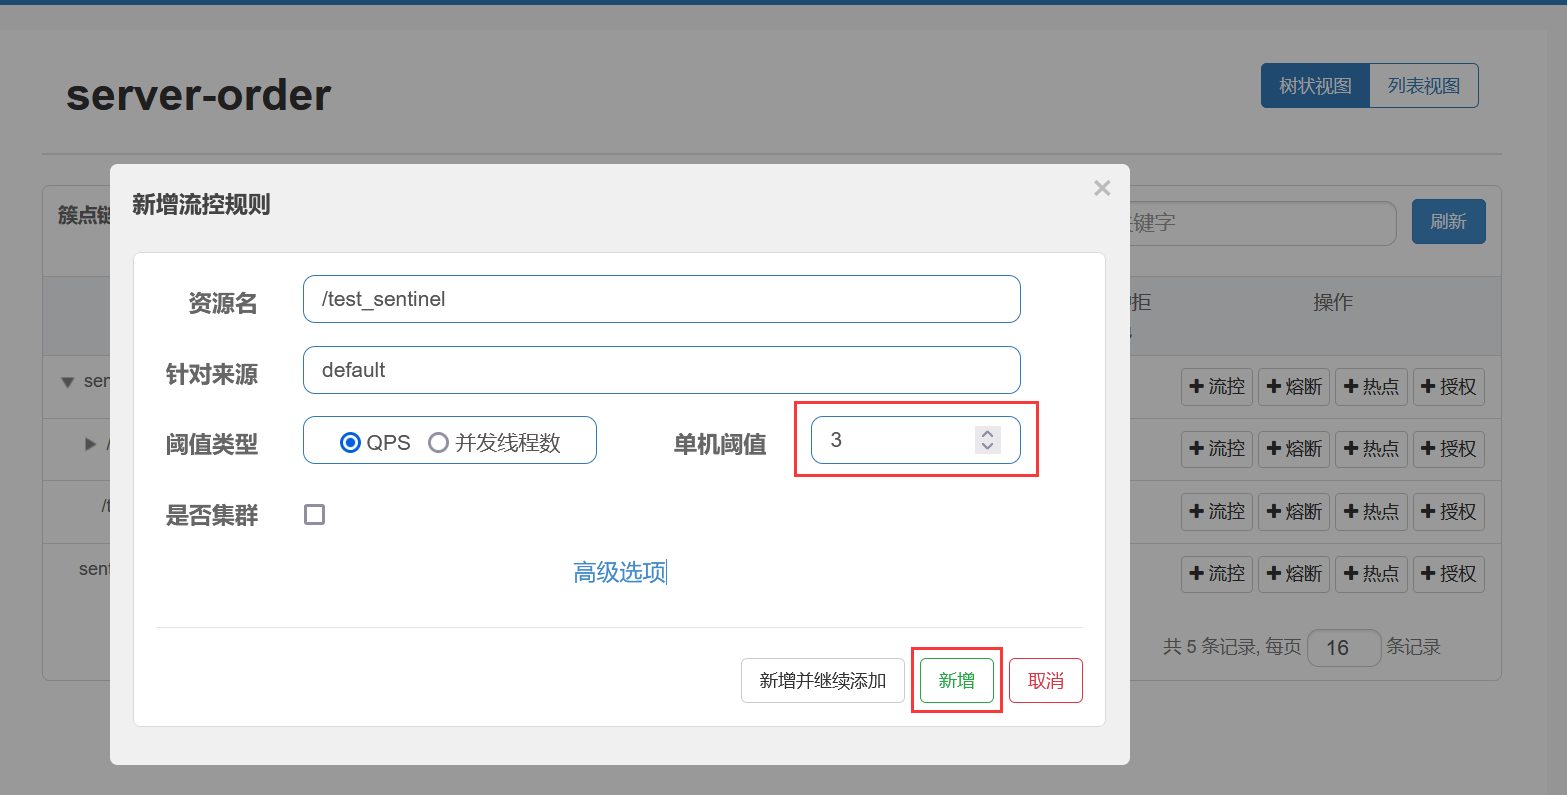 server-order
树状视图 列表视图
新增流控规则 ×
簇点链
键字 刷新
资源名 /test_sentinel
拒 操作
针对来源 default
sen
+流控 +熔断 +热点 +授权
阈值类型 QPS 并发线程数 单机阈值 3
/
+流控 +熔断 +热点 +授权
是否集群
/t
+流控 +熔断 +热点 +授权
高级选项
sent
+流控 +熔断 +热点 +授权
共 5 条记录, 每页 16 条记录
新增并继续添加 新增 取消